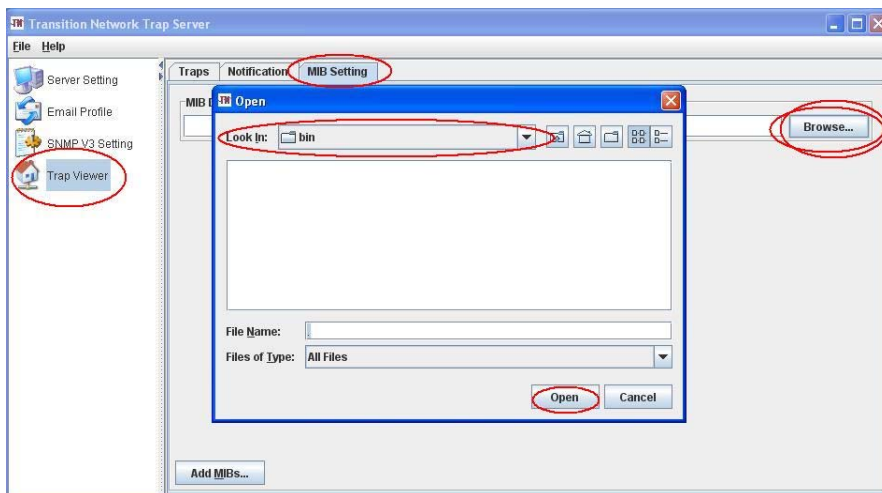 Transition Network Trap Server
File Help
Server Setting
Email Profile
SNMP V3 Setting
Trap Viewer
Traps Notification MIB Setting
MIB
Browse...
Open
Look In: bin
File Name: .
Files of Type: All Files
Open Cancel
Add MIBs...